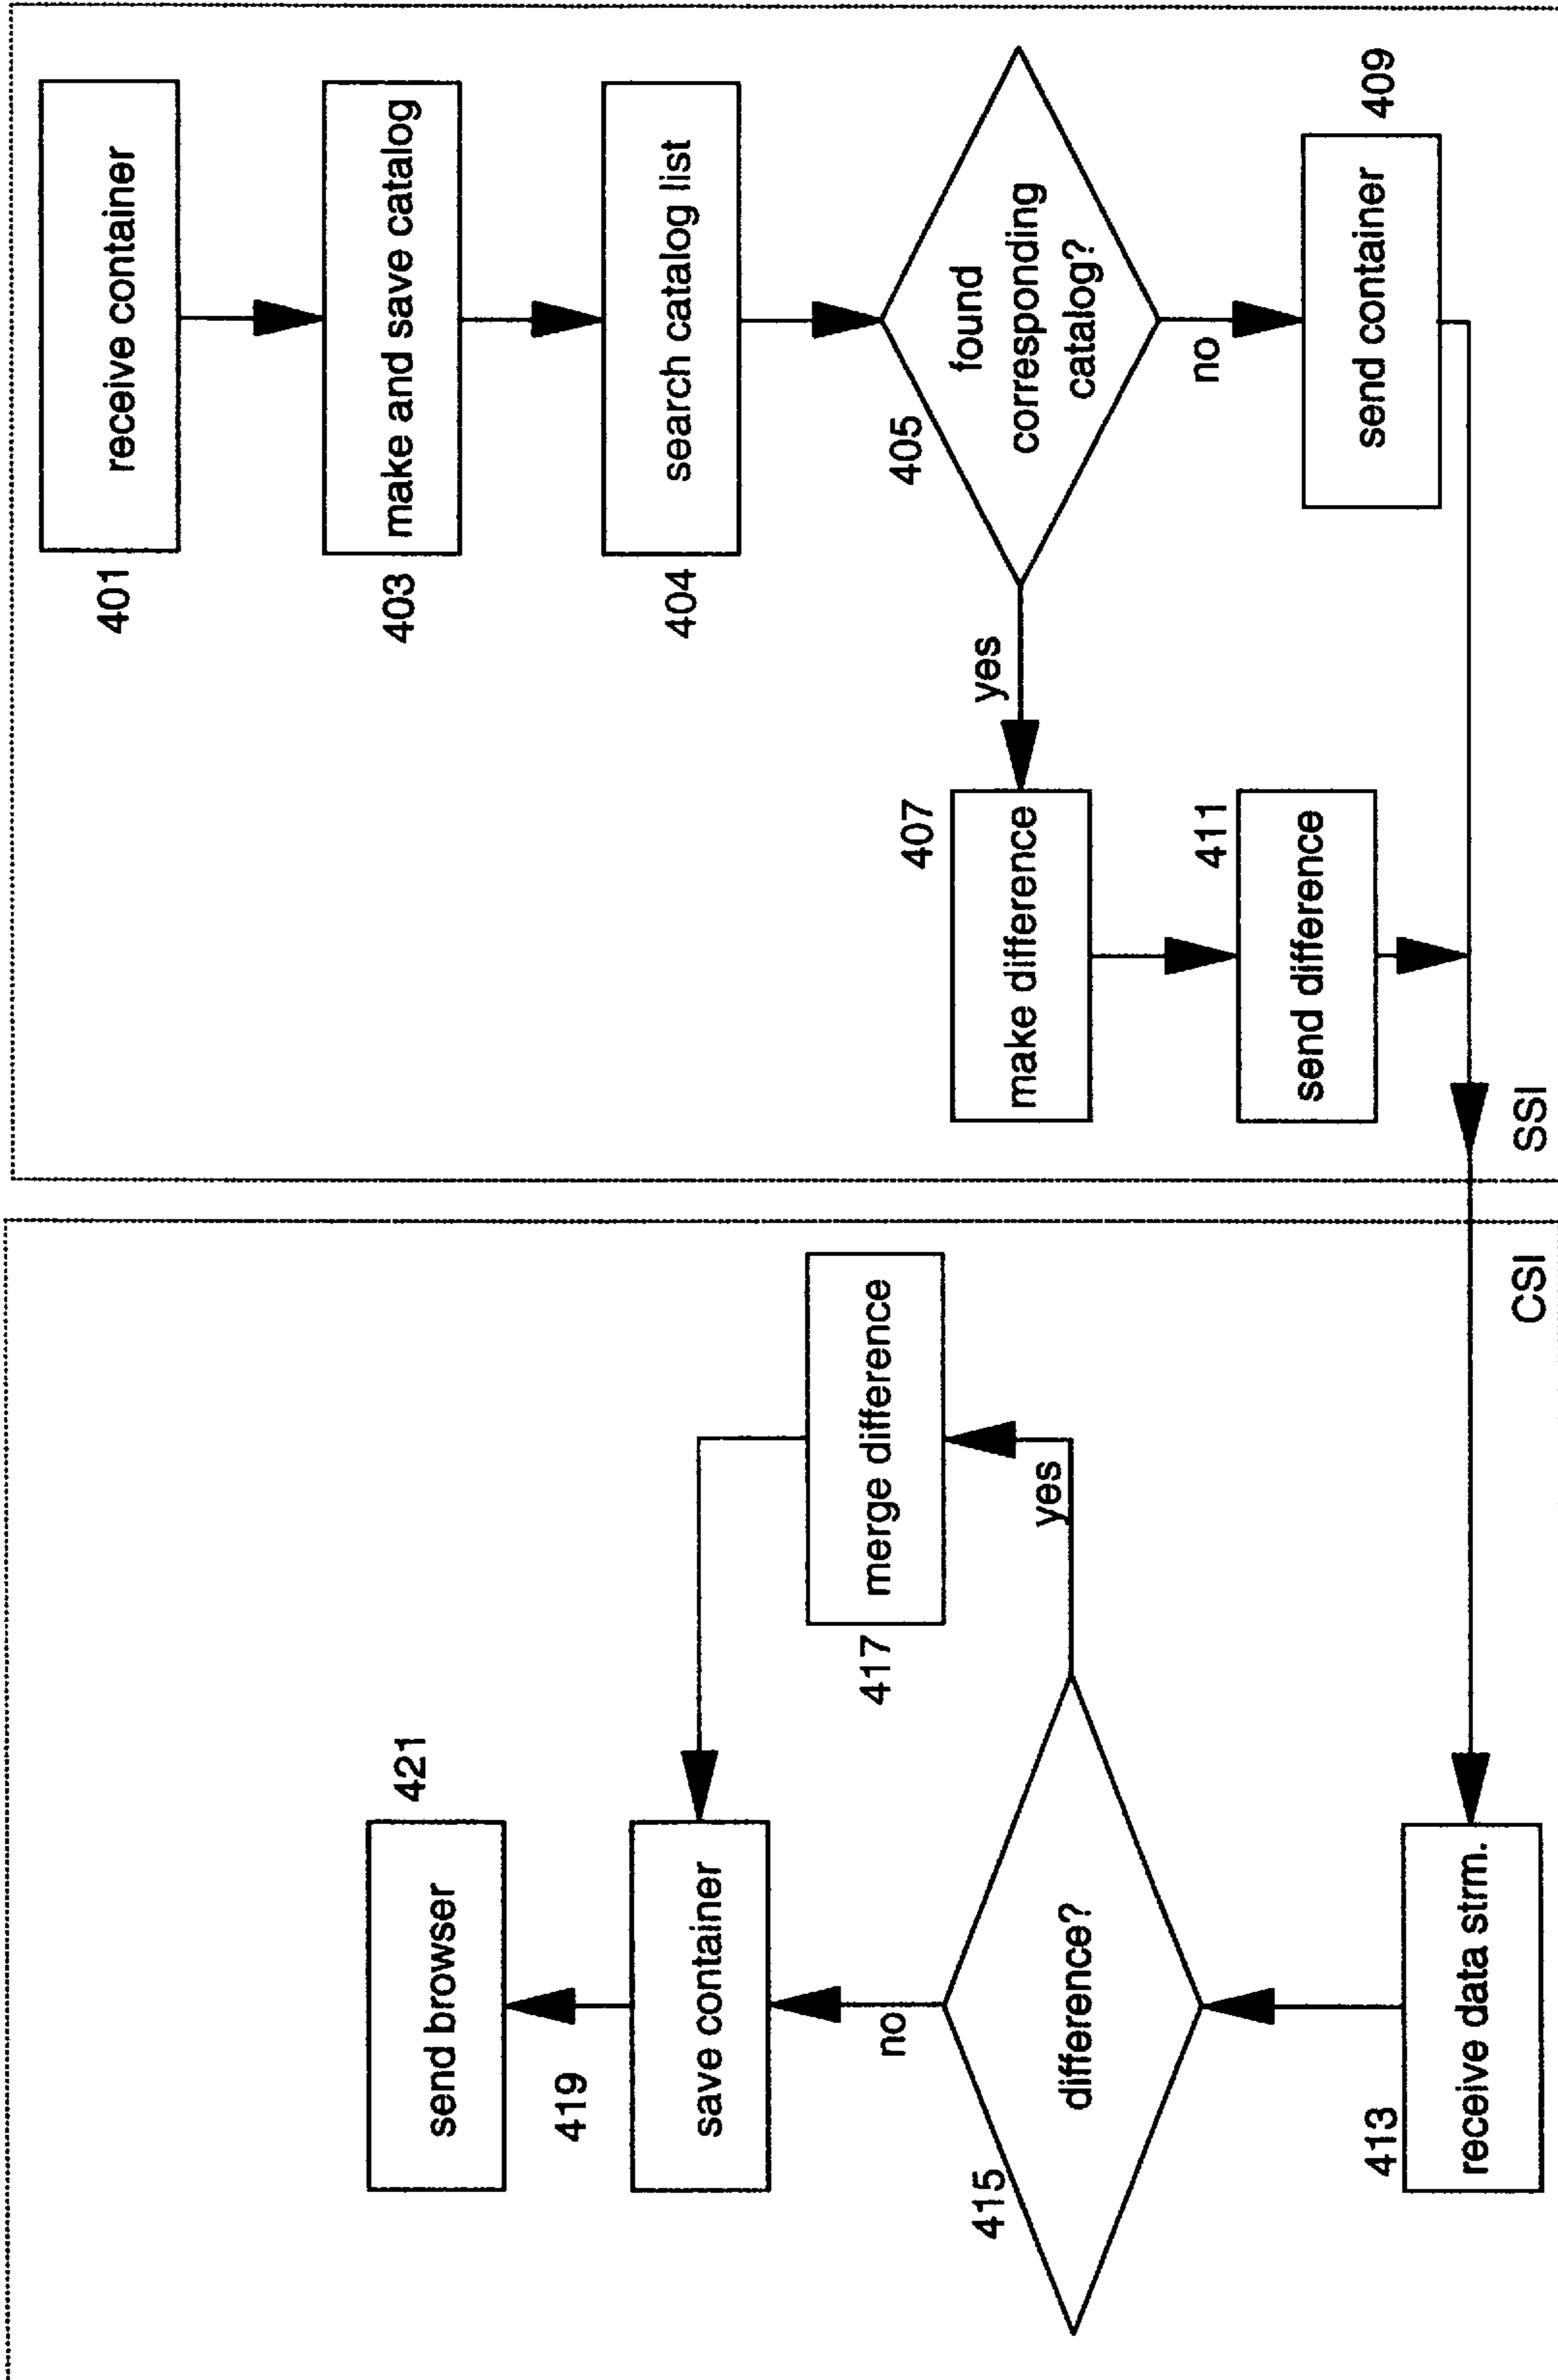 401
receive container
403
make and save catalog
404
search catalog list
405
found
corresponding
catalog?
yes
no
407
make difference
409
send container
411
send difference
SSI
CSI
413
receive data strm.
415
difference?
yes
no
417
merge difference
419
save container
421
send browser